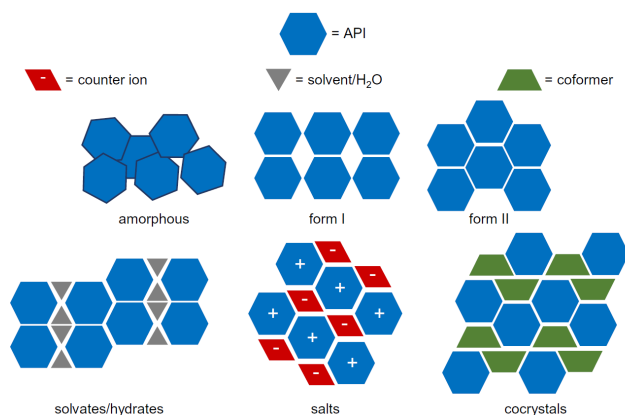 = API
- = counter ion
= solvent/H₂O
= coformer
amorphous
form I
form II
+ - -
+
+ -
+ -
+
- +
-
solvates/hydrates
salts
cocrystals